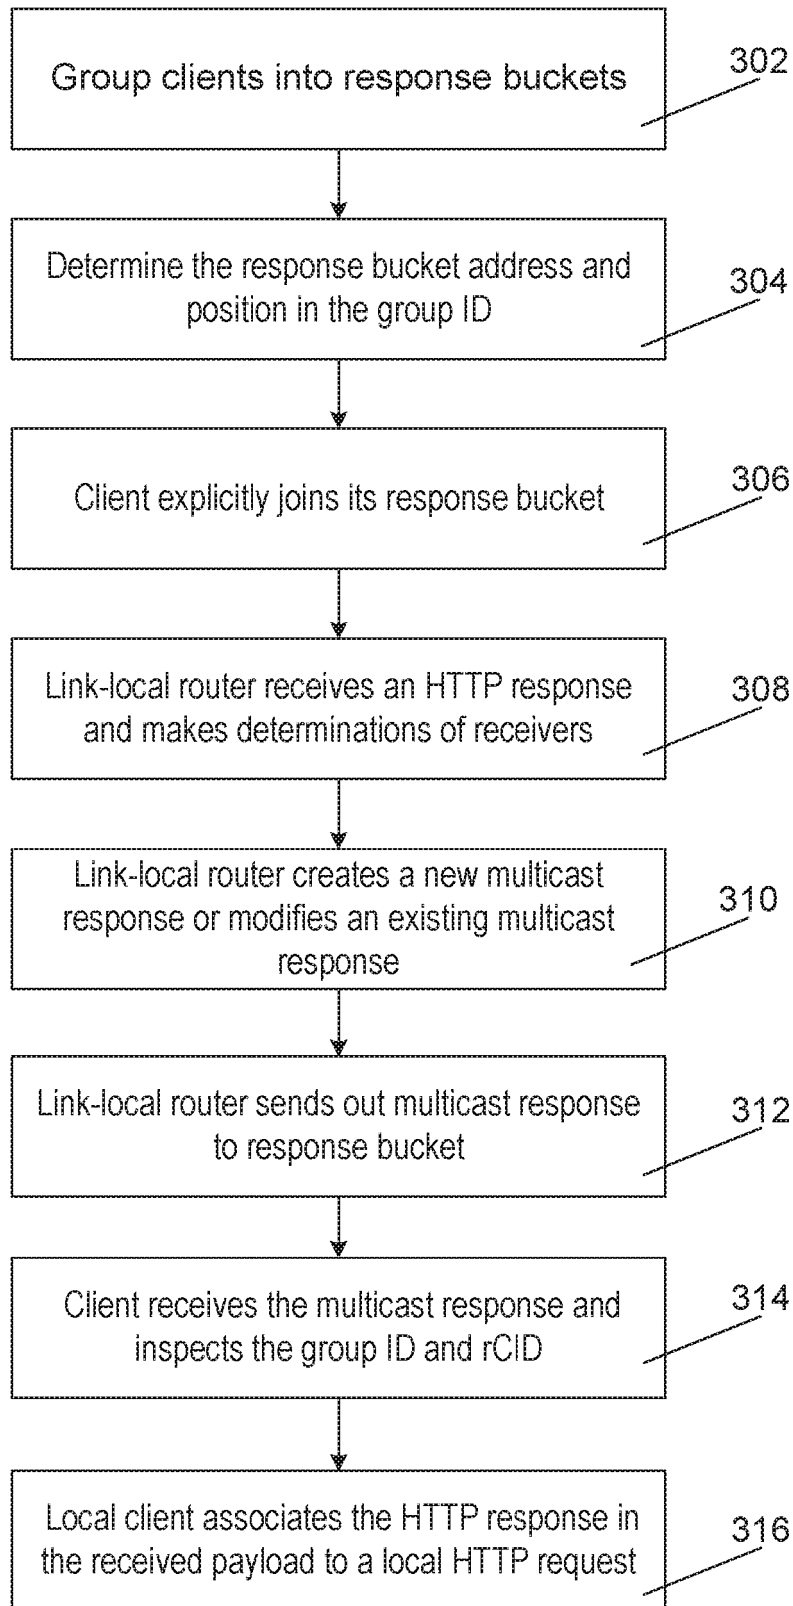 Group clients into response buckets
302
Determine the response bucket address and
position in the group ID
304
Client explicitly joins its response bucket
306
Link-local router receives an HTTP response
and makes determinations of receivers
308
Link-local router creates a new multicast
response or modifies an existing multicast
response
310
Link-local router sends out multicast response
to response bucket
312
Client receives the multicast response and
inspects the group ID and rCID
314
Local client associates the HTTP response in
the received payload to a local HTTP request
316